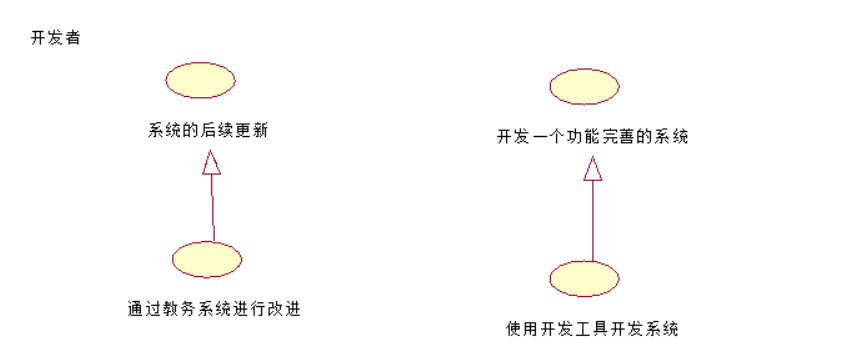 开发者
系统的后续更新
开发一个功能完善的系统
通过教务系统进行改进
使用开发工具开发系统